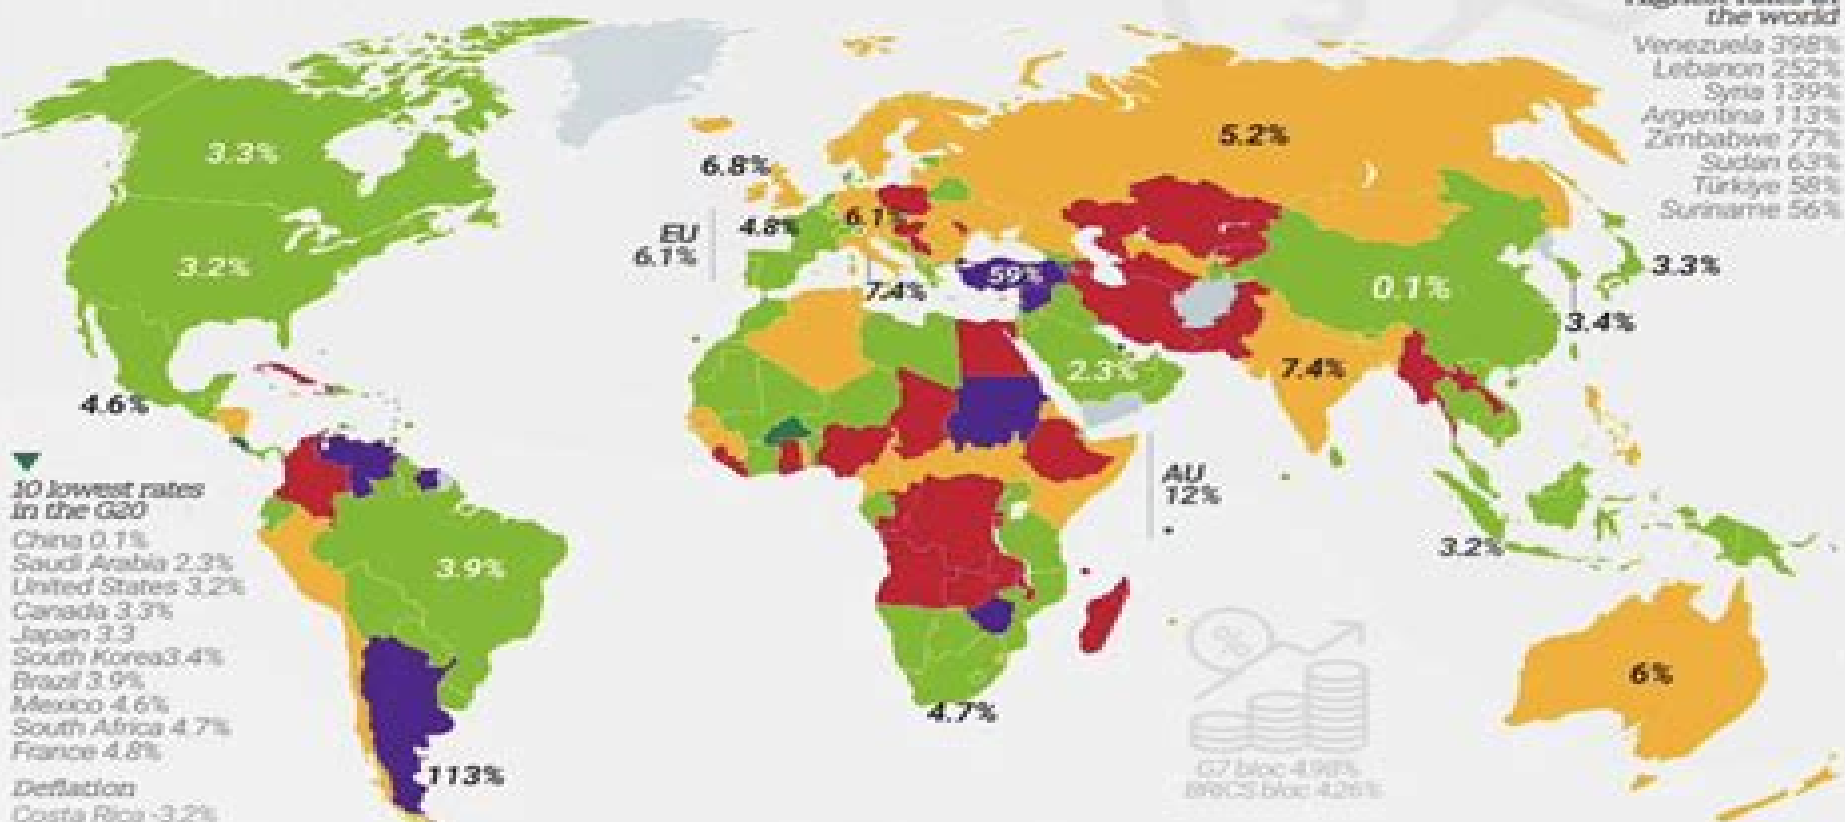 the world
Venezuela 398%
Lebanon 252%
Syria 139%
Argentina 113%
Zimbabwe 77%
Sudan 63%
Türkiye 58%
Suriname 56%
3.3%
3.2%
4.6%
3.9%
113%
6.8%
EU
6.1%
4.8%
6.1%
7.4%
59%
5.2%
0.1%
3.3%
3.4%
2.3%
7.4%
AU
12%
3.2%
4.7%
6%
10 lowest rates
in the G20
China 0.1%
Saudi Arabia 2.3%
United States 3.2%
Canada 3.3%
Japan 3.3
South Korea3.4%
Brazil 3.9%
Mexico 4.6%
South Africa 4.7%
France 4.8%
Deflation
Costa Rica -3.2%
%
G7 bloc 4.98%
BRICS bloc 4.26%